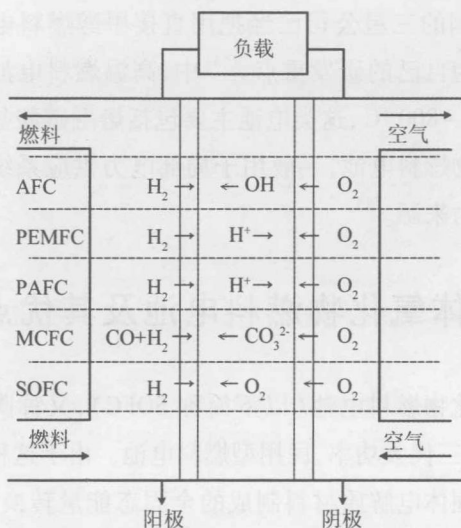 负载
燃料 空气
AFC H₂→ ←OH ←O₂
PEMFC H₂→ H⁺→ ←O₂
PAFC H₂→ H⁺→ ←O₂
MCFC CO+H₂→ ←CO₃²⁻ ←O₂
SOFC H₂→ ←O₂ ←O₂
燃料 空气
阳极 阴极